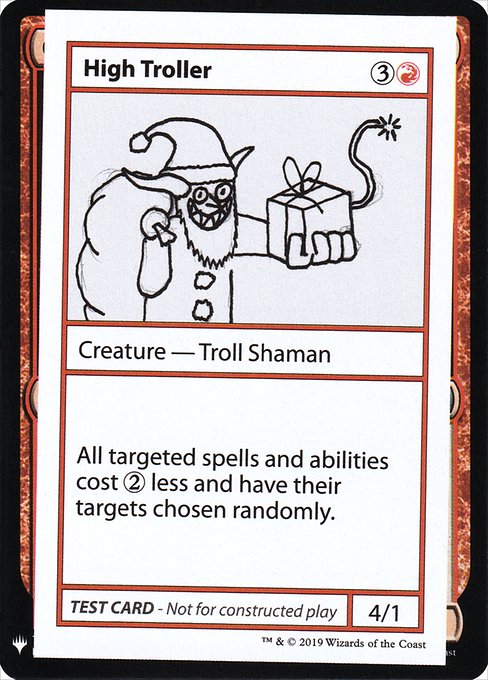 High Troller ③
Creature — Troll Shaman
All targeted spells and abilities
cost ② less and have their
targets chosen randomly.
TEST CARD - Not for constructed play
4/1
™ & © 2019 Wizards of the Coast